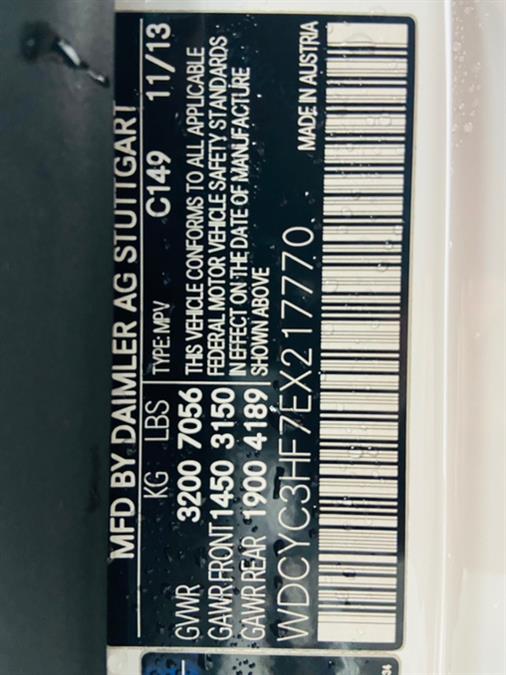 MFD BY DAIMLER AG STUTTGART
KG LBS TYPE: MPV C149 11/13
GVWR 3200 7056 THIS VEHICLE CONFORMS TO ALL APPLICABLE
GAWR FRONT 1450 3150 FEDERAL MOTOR VEHICLE SAFETY STANDARDS
GAWR REAR 1900 4189 IN EFFECT ON THE DATE OF MANUFACTURE
SHOWN ABOVE
WDCYC3HF7EX217770 MADE IN AUSTRIA